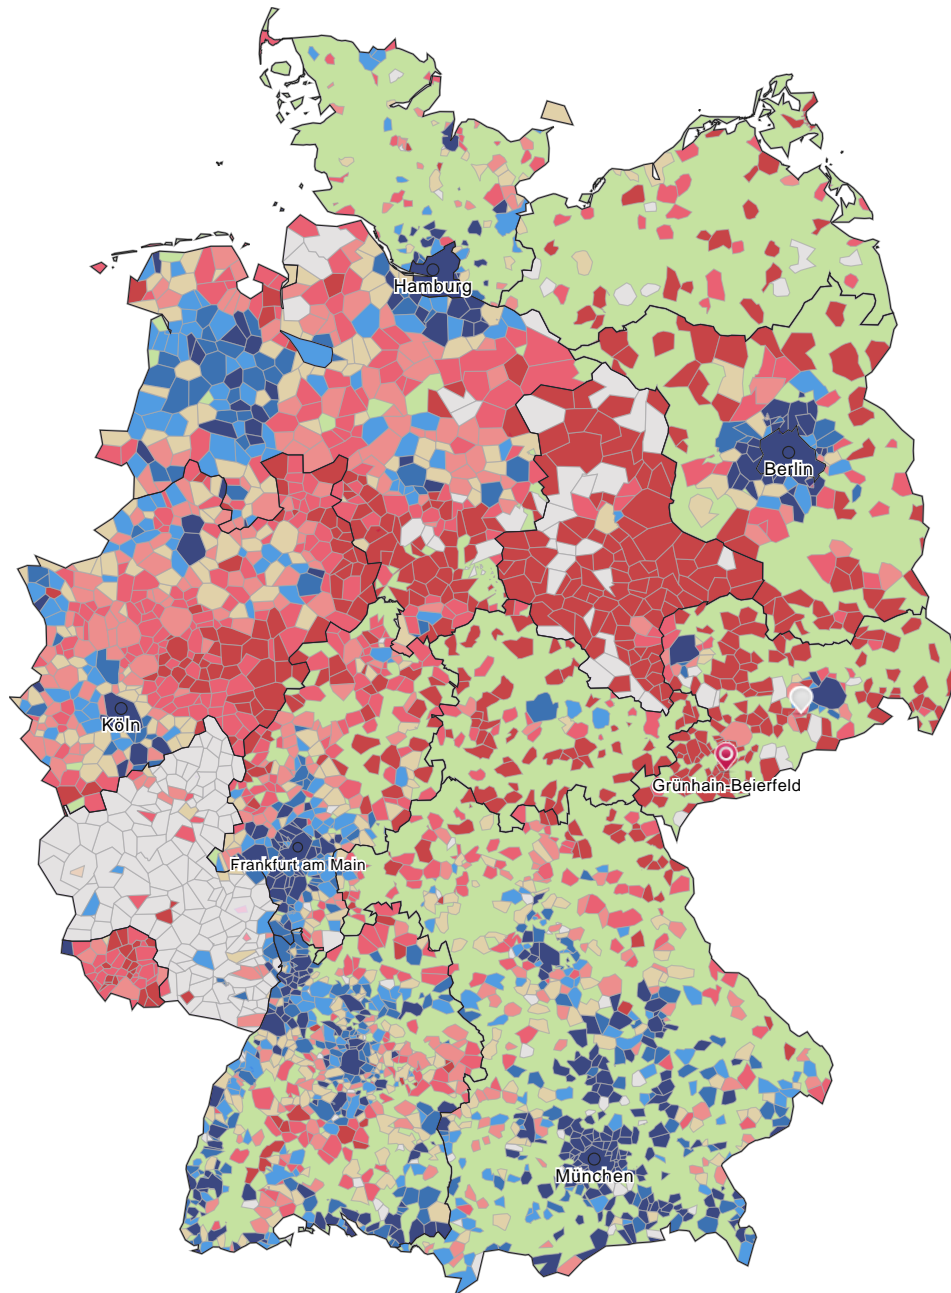 Hamburg
Berlin
Köln
Grünhain-Beierfeld
Frankfurt am Main
München